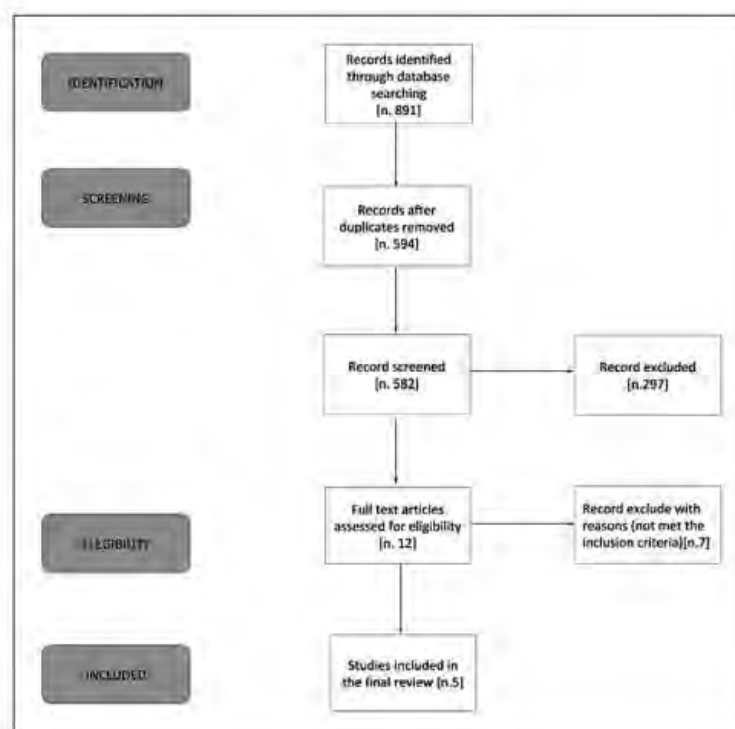 IDENTIFICATION
Records identified
through database
searching
[n. 891]
SCREENING
Records after
duplicates removed
[n. 594]
Record screened
[n. 582]
Record excluded
[n.297]
ELEGIBILITY
Full text articles
assessed for eligibility
[n. 12]
Record exclude with
reasons (not met the
inclusion criteria)[n.7]
INCLUDED
Studies included in
the final review [n.5]